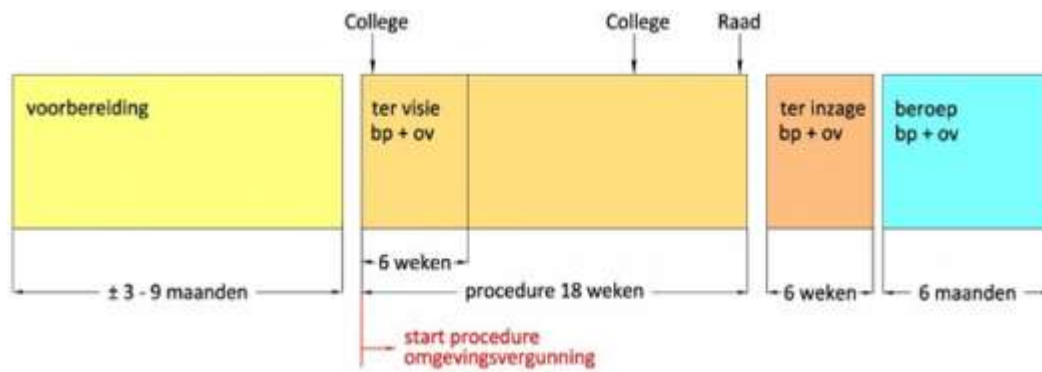 College
College
Raad
voorbereiding
ter visie
bp + ov
ter inzage
bp + ov
beroep
bp + ov
6 weken
± 3 - 9 maanden
procedure 18 weken
6 weken
6 maanden
start procedure
omgevingsvergunning